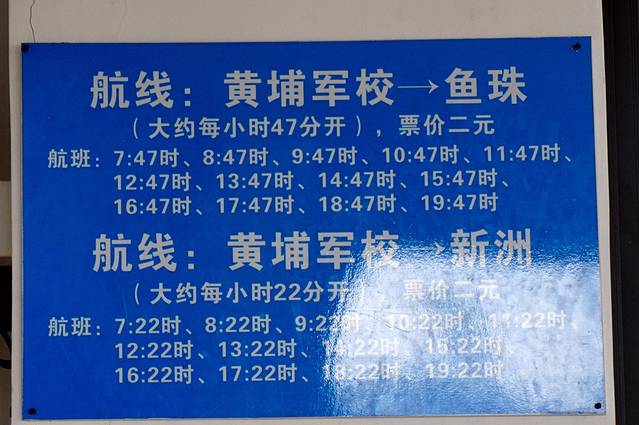 航线：黄埔军校→鱼珠
（大约每小时47分开），票价二元
航班：7:47时、8:47时、9:47时、10:47时、11:47时、
12:47时、13:47时、14:47时、15:47时、
16:47时、17:47时、18:47时、19:47时
航线：黄埔军校→新洲
（大约每小时22分开），票价二元
航班：7:22时、8:22时、9:22时、10:22时、11:22时、
12:22时、13:22时、14:22时、15:22时、
16:22时、17:22时、18:22时、19:22时